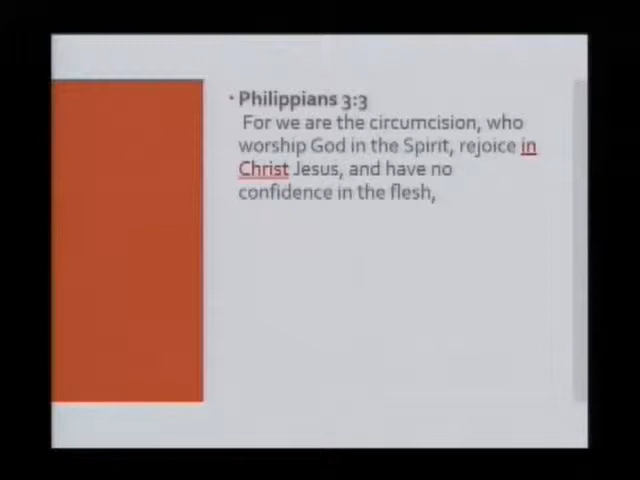 • Philippians 3:3
For we are the circumcision, who
worship God in the Spirit, rejoice in
Christ Jesus, and have no
confidence in the flesh,